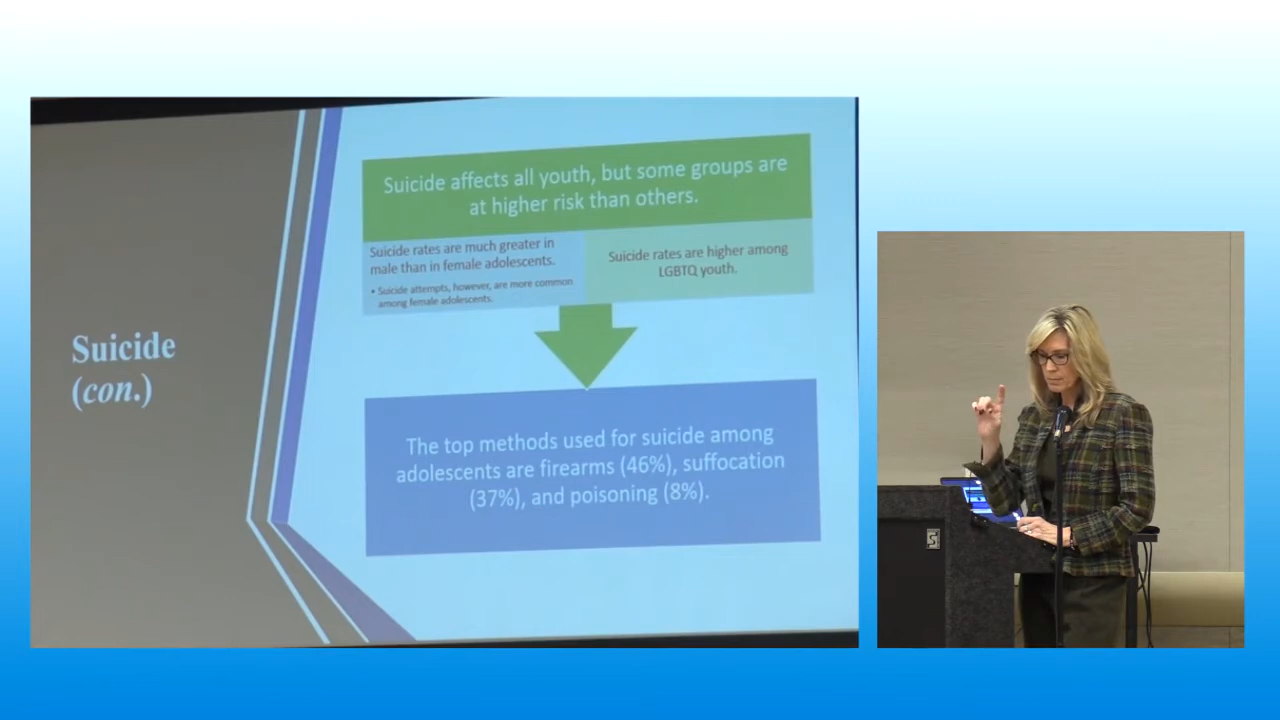 Suicide
(con.)
Suicide affects all youth, but some groups are
at higher risk than others.
Suicide rates are much greater in
male than in female adolescents.
• Suicide attempts, however, are more common
among female adolescents.
Suicide rates are higher among
LGBTQ youth.
The top methods used for suicide among
adolescents are firearms (46%), suffocation
(37%), and poisoning (8%).